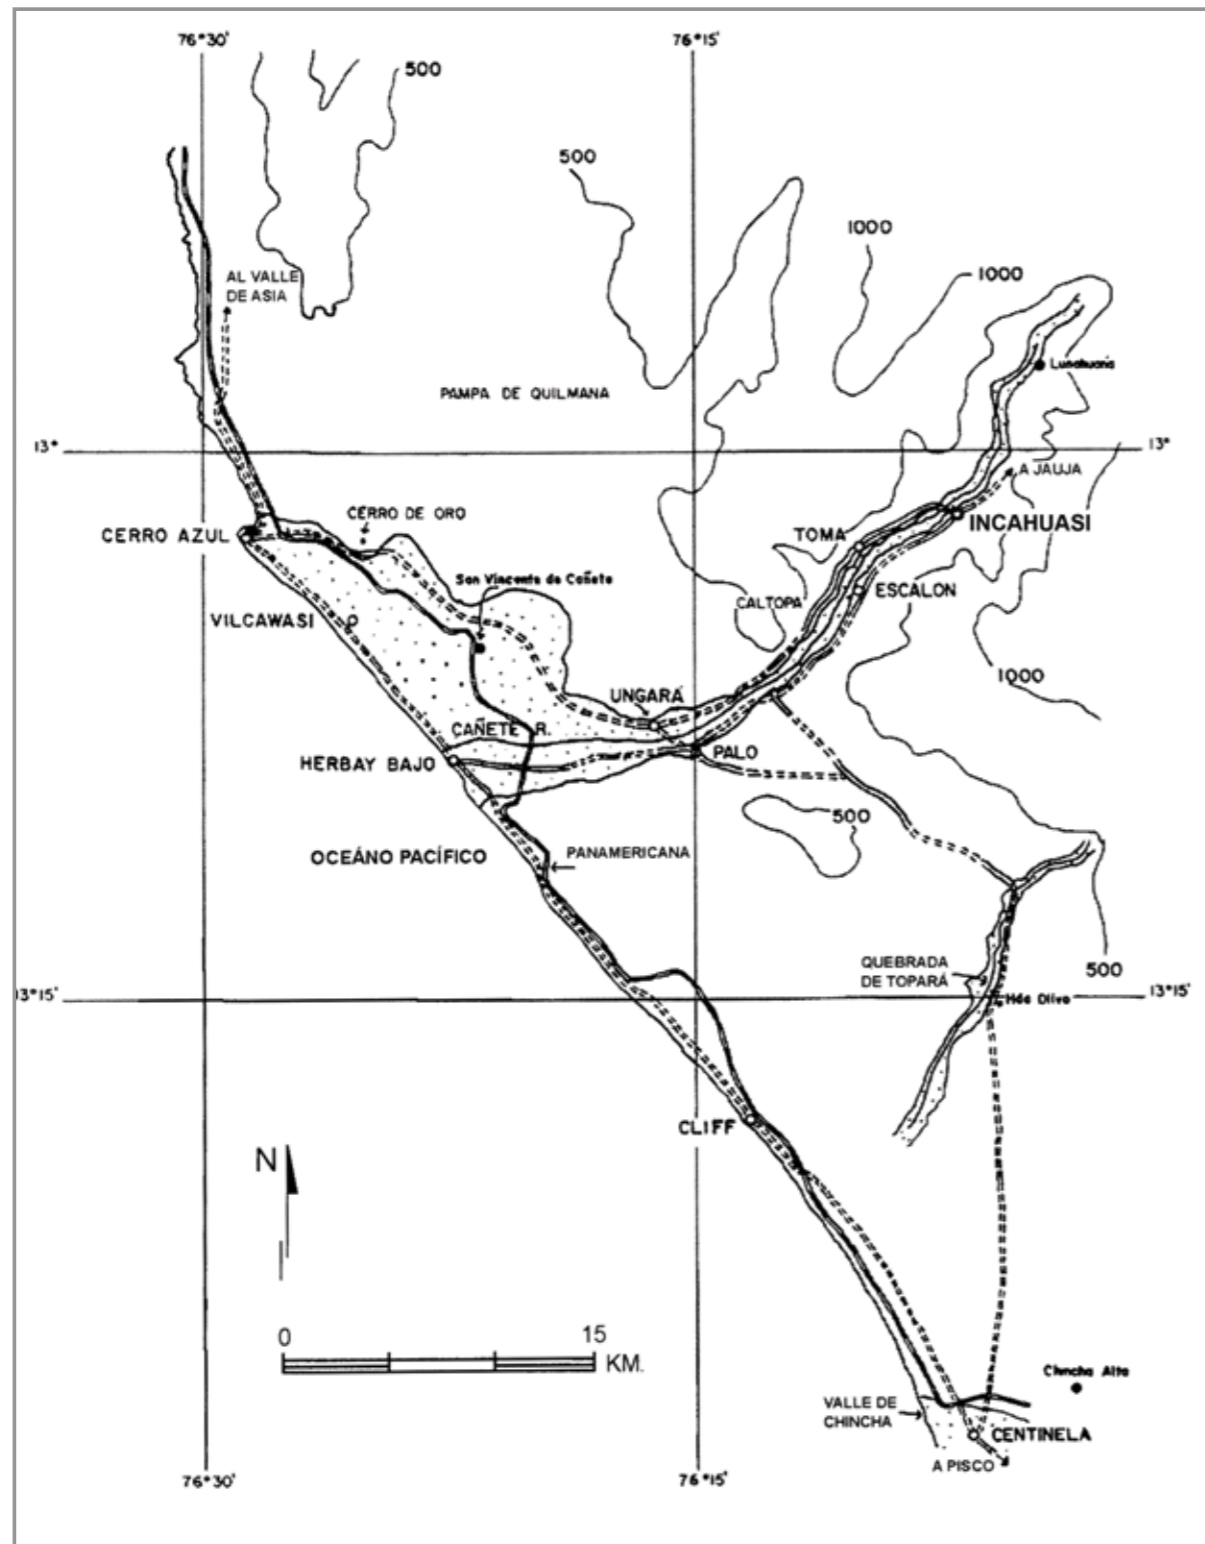 76°30'
76°15'
500
500
1000
1000
AL VALLE
DE ASIA
Lunahuaná
PAMPA DE QUILMANA
13°
13°
A JAUJA
CERRO DE ORO
INCAHUASI
CERRO AZUL
TOMA
San Vincente de Cañete
ESCALON
CALTOPA
VILCAWASI
1000
UNGARÁ
CAÑETE R.
PALO
HERBAY BAJO
500
OCEÁNO PACÍFICO
PANAMERICANA
QUEBRADA
DE TOPARÁ
500
13°15'
13°15'
Hda Olivo
CLIFF
N
0
15
KM.
Chincha Alta
VALLE DE
CHINCHA
CENTINELA
A PISCO
76°30'
76°15'